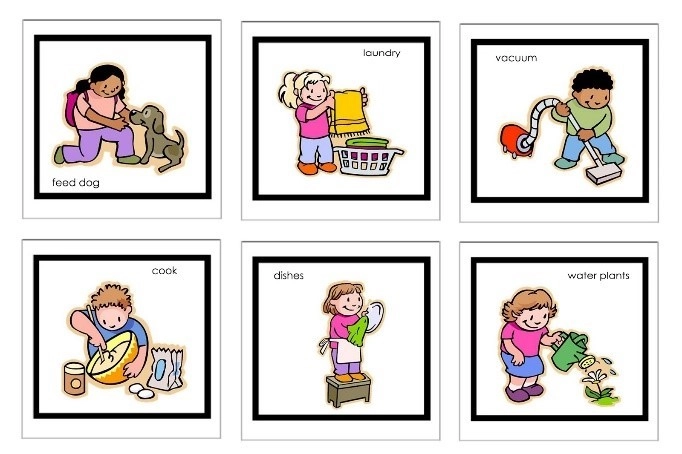 feed dog
laundry
vacuum
cook
dishes
water plants